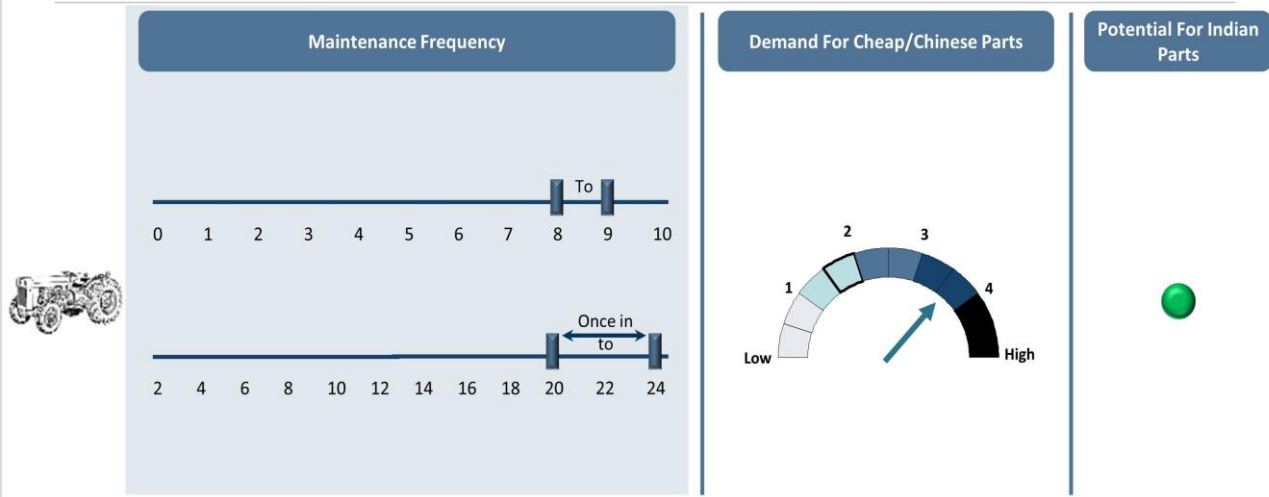 Maintenance Frequency
Demand For Cheap/Chinese Parts
Potential For Indian
Parts
To
0 1 2 3 4 5 6 7 8 9 10
Once in
to
2 4 6 8 10 12 14 16 18 20 22 24
2 3
1 4
Low High